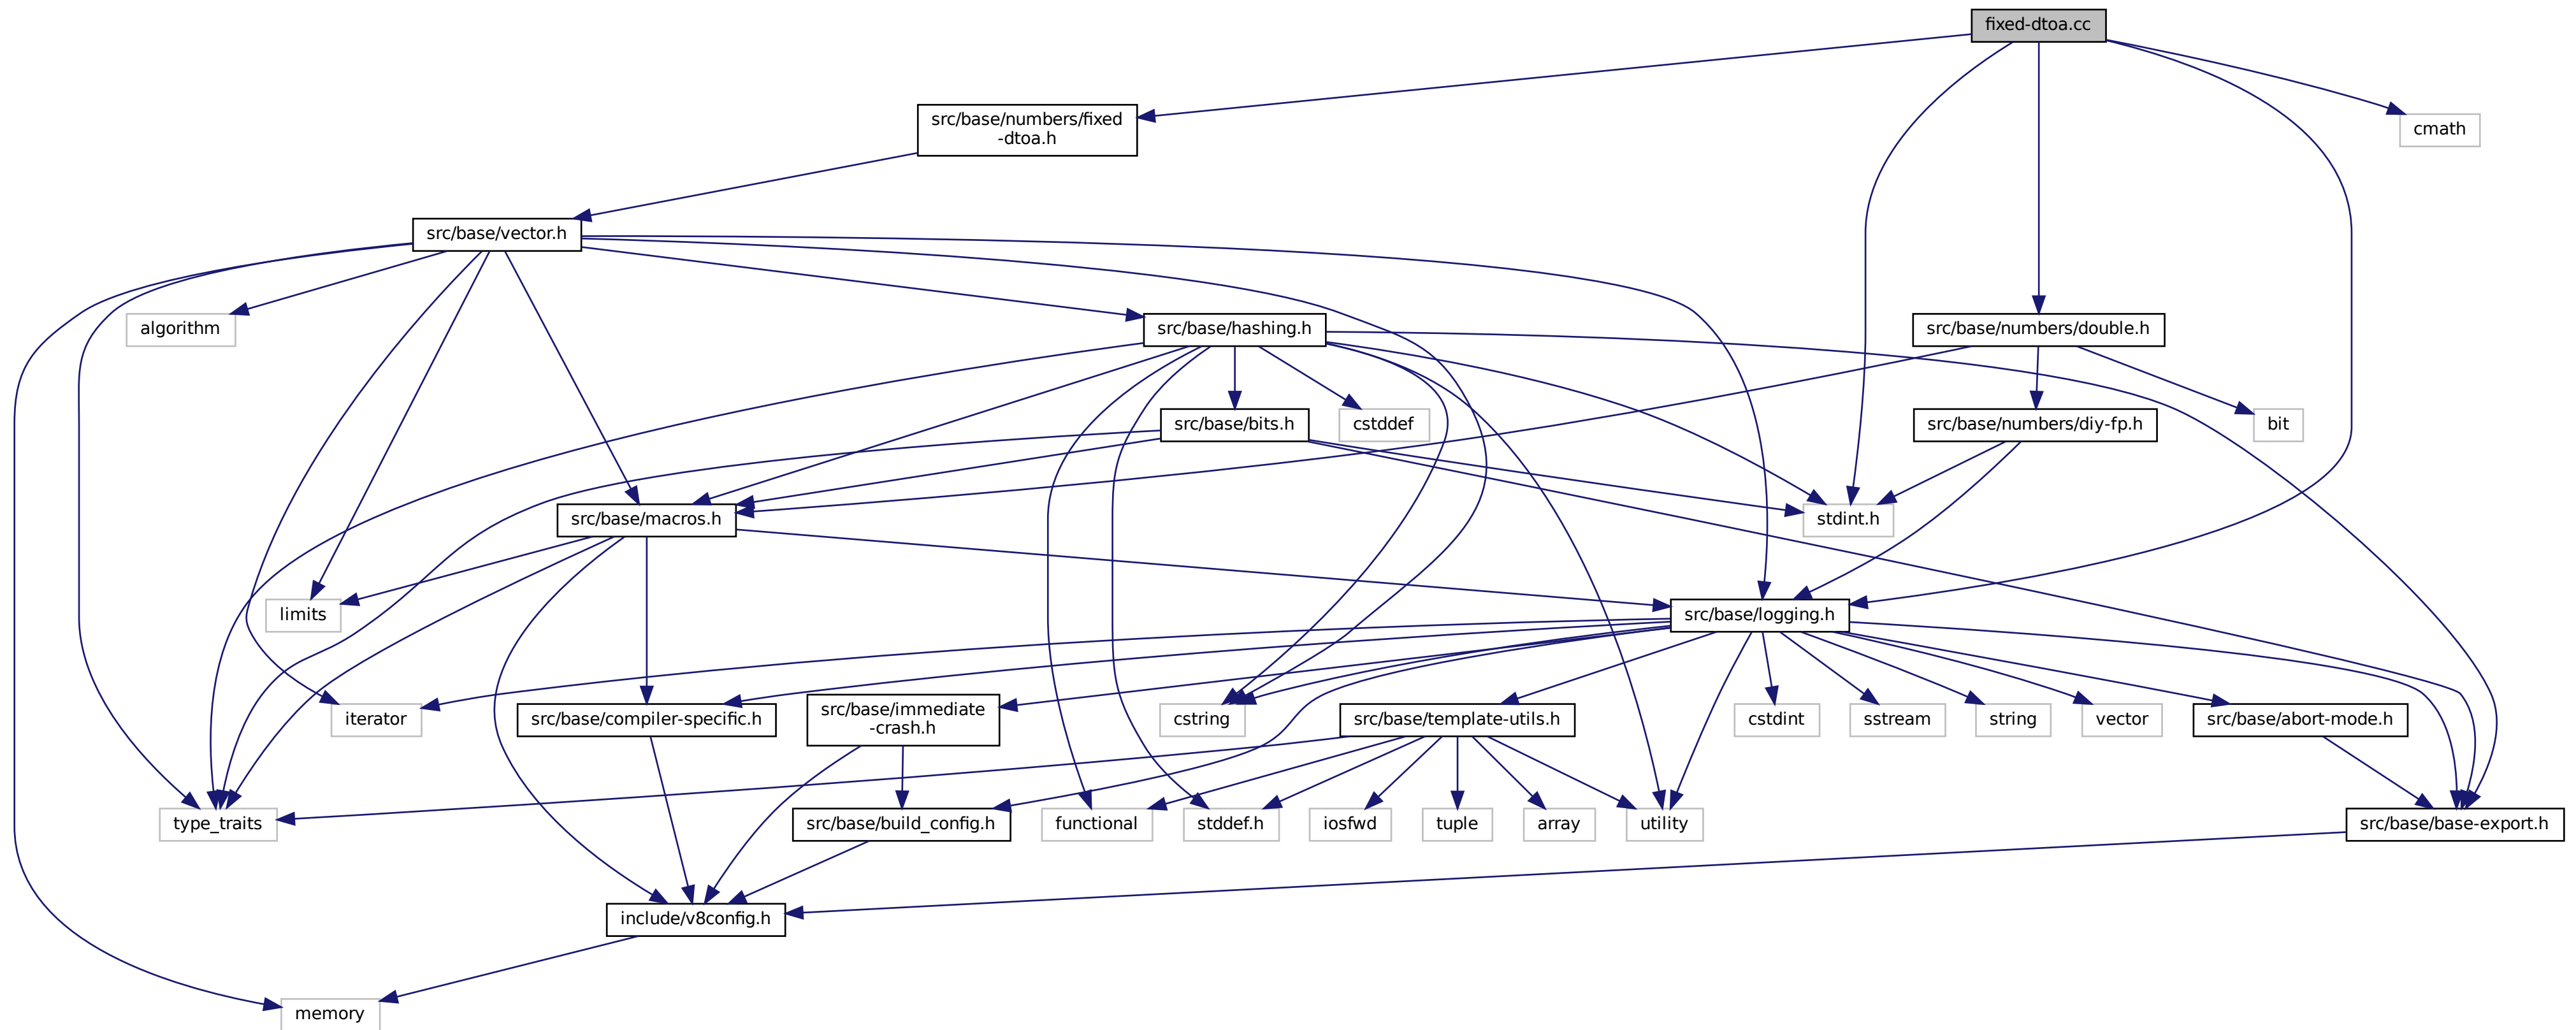 fixed-dtoa.cc
src/base/numbers/fixed
-dtoa.h
cmath
src/base/vector.h
algorithm
src/base/hashing.h
src/base/numbers/double.h
src/base/bits.h
cstddef
src/base/numbers/diy-fp.h
bit
src/base/macros.h
stdint.h
limits
src/base/logging.h
iterator
src/base/compiler-specific.h
src/base/immediate
-crash.h
cstring
src/base/template-utils.h
cstdint
sstream
string
vector
src/base/abort-mode.h
type_traits
src/base/build_config.h
functional
stddef.h
iosfwd
tuple
array
utility
src/base/base-export.h
include/v8config.h
memory